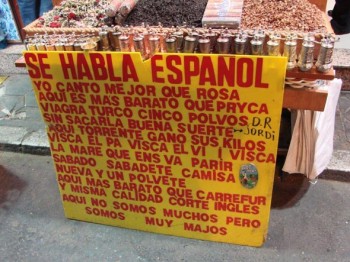 SE HABLA ESPAÑOL
YO CANTO MEJOR QUE ROSA
AQUI ES MAS BARATO QUE PRYCA
VIAGRA TURCO CINCO POLVOS D.R
SIN SACARLA BUENA SUERTE JORDI
AQUI TORRENTE GANO SUS KILOS
VISCA EL PA VISCA EL VI I VISCA
LA MARE QUE ENS VA PARIR
SABADO SABADETE CAMISA
NUEVA Y UN POLVETE
AQUI MAS BARATO QUE CARREFUR
Y MISMA CALIDAD CORTE INGLES
AQUI NO SOMOS MUCHOS PERO
SOMOS MUY MAJOS